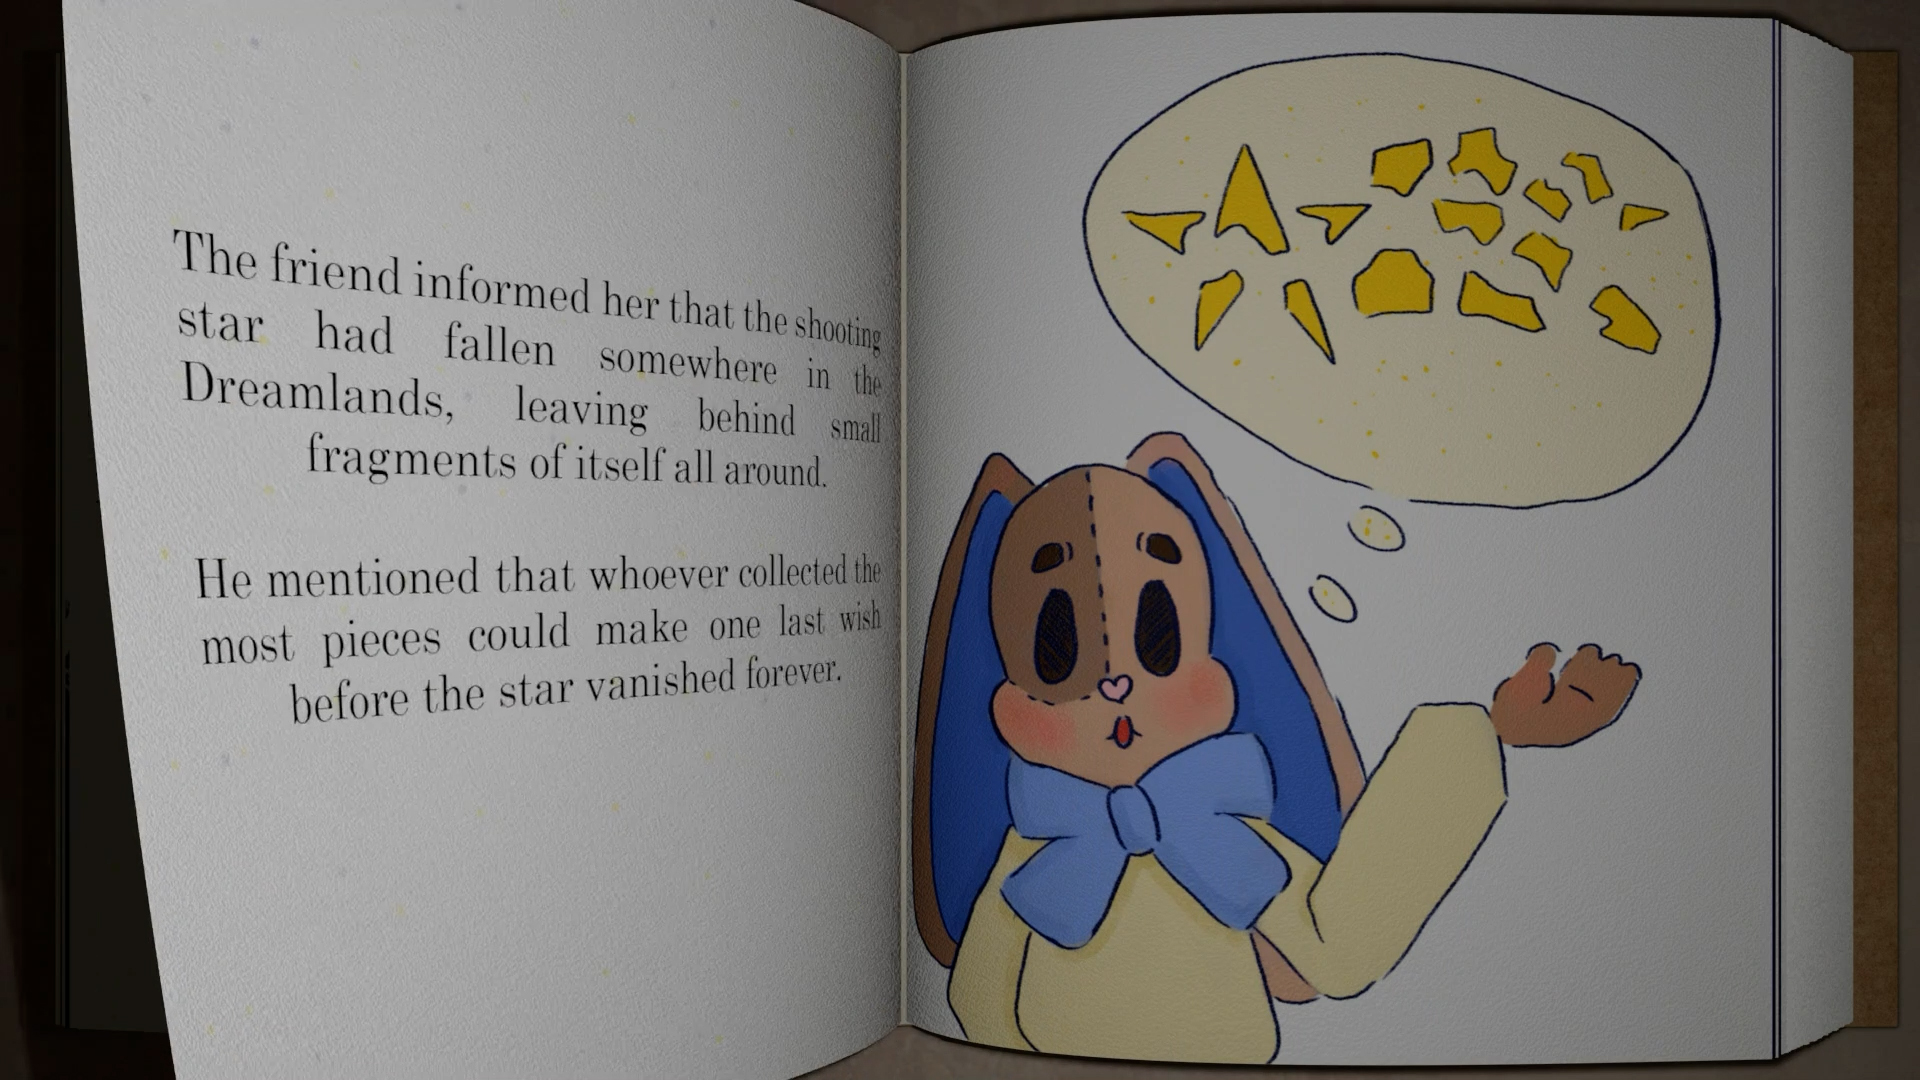 The friend informed her that the shooting
star had fallen somewhere in the
Dreamlands, leaving behind small
fragments of itself all around.
He mentioned that whoever collected the
most pieces could make one last wish
before the star vanished forever.